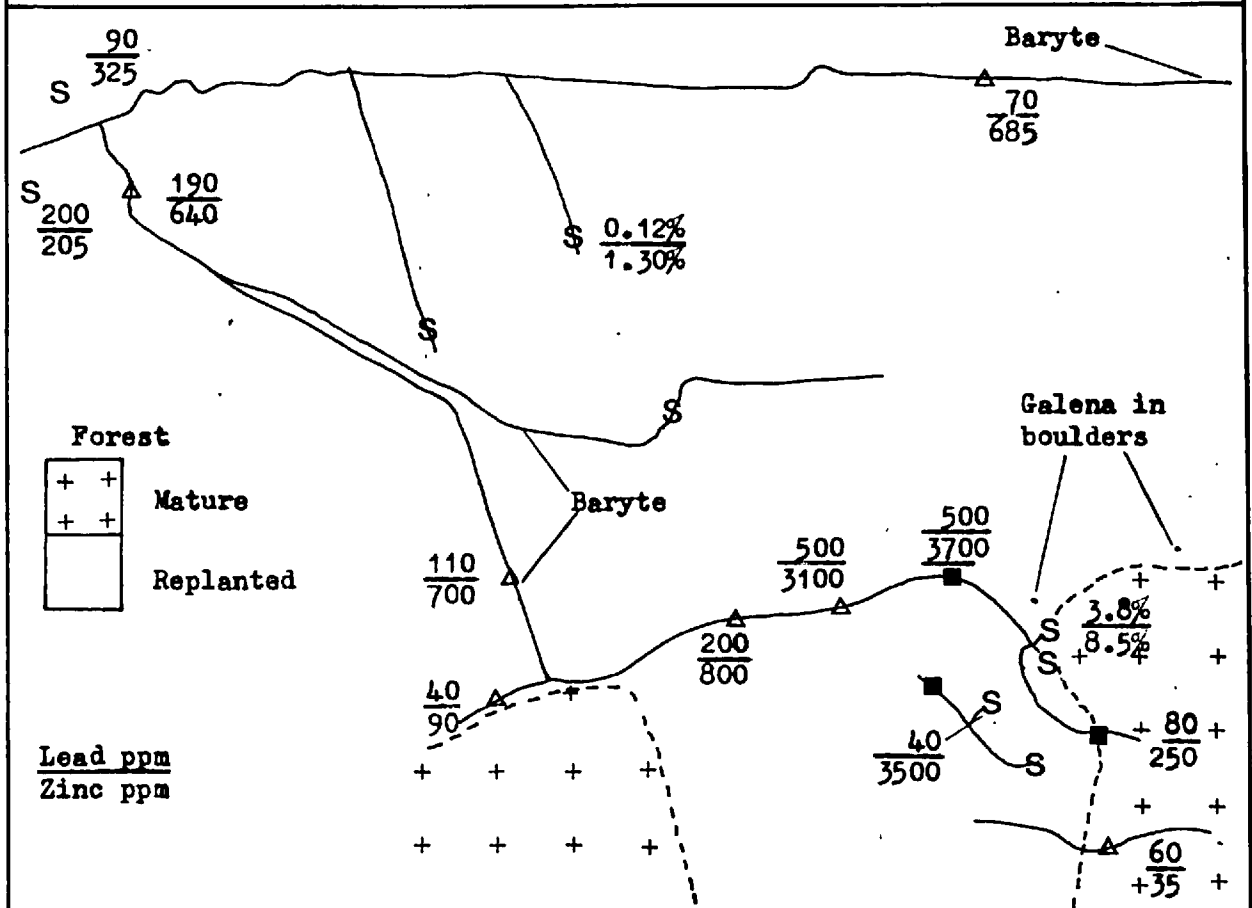 90
325
Baryte
S
70
685
S
190
640
200
205
S
0.12%
1.30%
S
S
Galena in
boulders
Forest
Mature
Baryte
Replanted
500
3700
500
3100
110
700
3.8%
8.5%
S
S
200
800
40
90
S
40
3500
80
250
S
Lead ppm
Zinc ppm
60
35